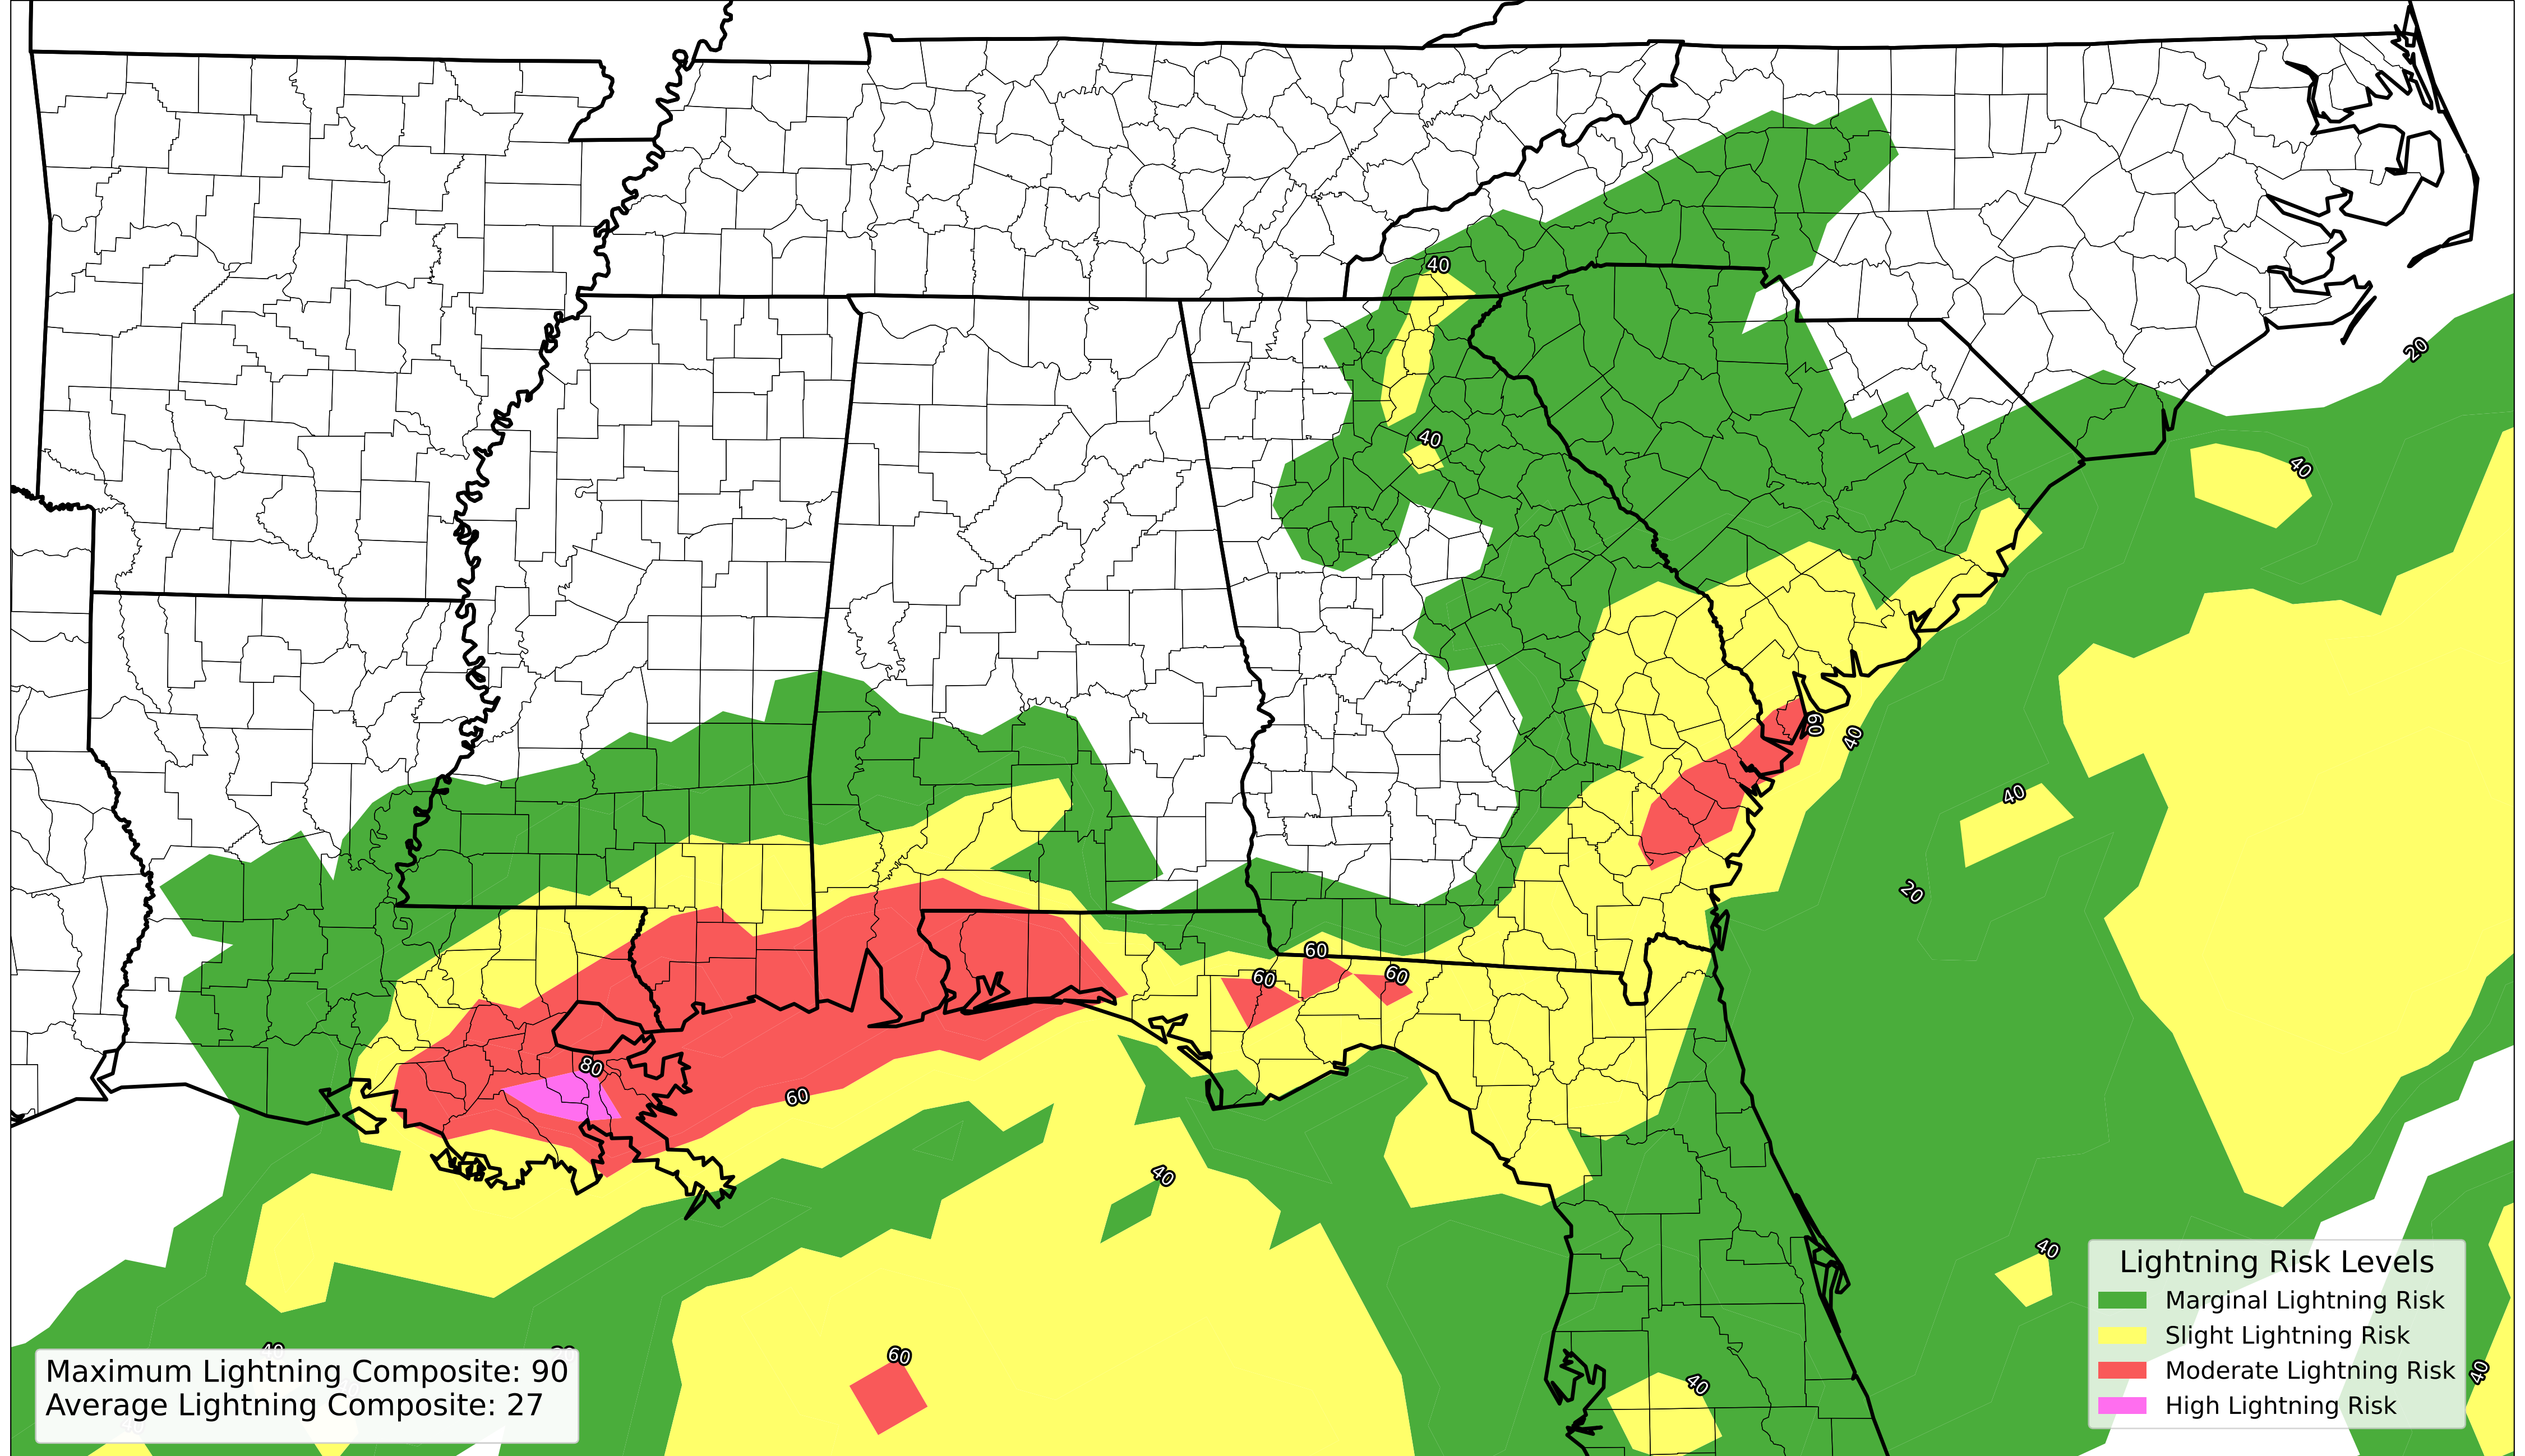 40
20
40
40
60
40
40
20
60
60
60
80
60
40
40
60
40
40
Lightning Risk Levels
Marginal Lightning Risk
Slight Lightning Risk
Moderate Lightning Risk
High Lightning Risk
Maximum Lightning Composite: 90
Average Lightning Composite: 27